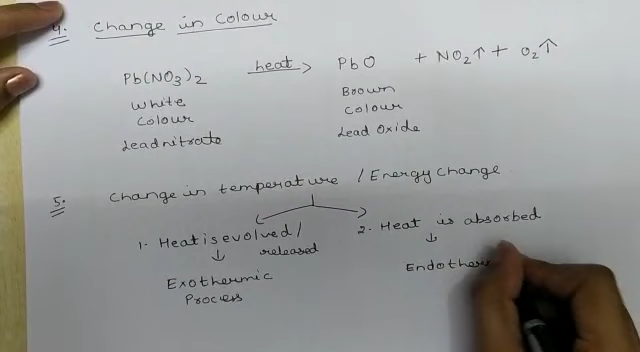 4. Change in Colour
Pb(NO3)2 heat> PbO + NO2↑ + O2↑
White Brown
Colour Colour
Leadnitrate Lead Oxide
5. Change in temperature / Energy Change
1- Heat is evolved/ 2. Heat is absorbed
↓ released ↓
Exothermic Endother
Process